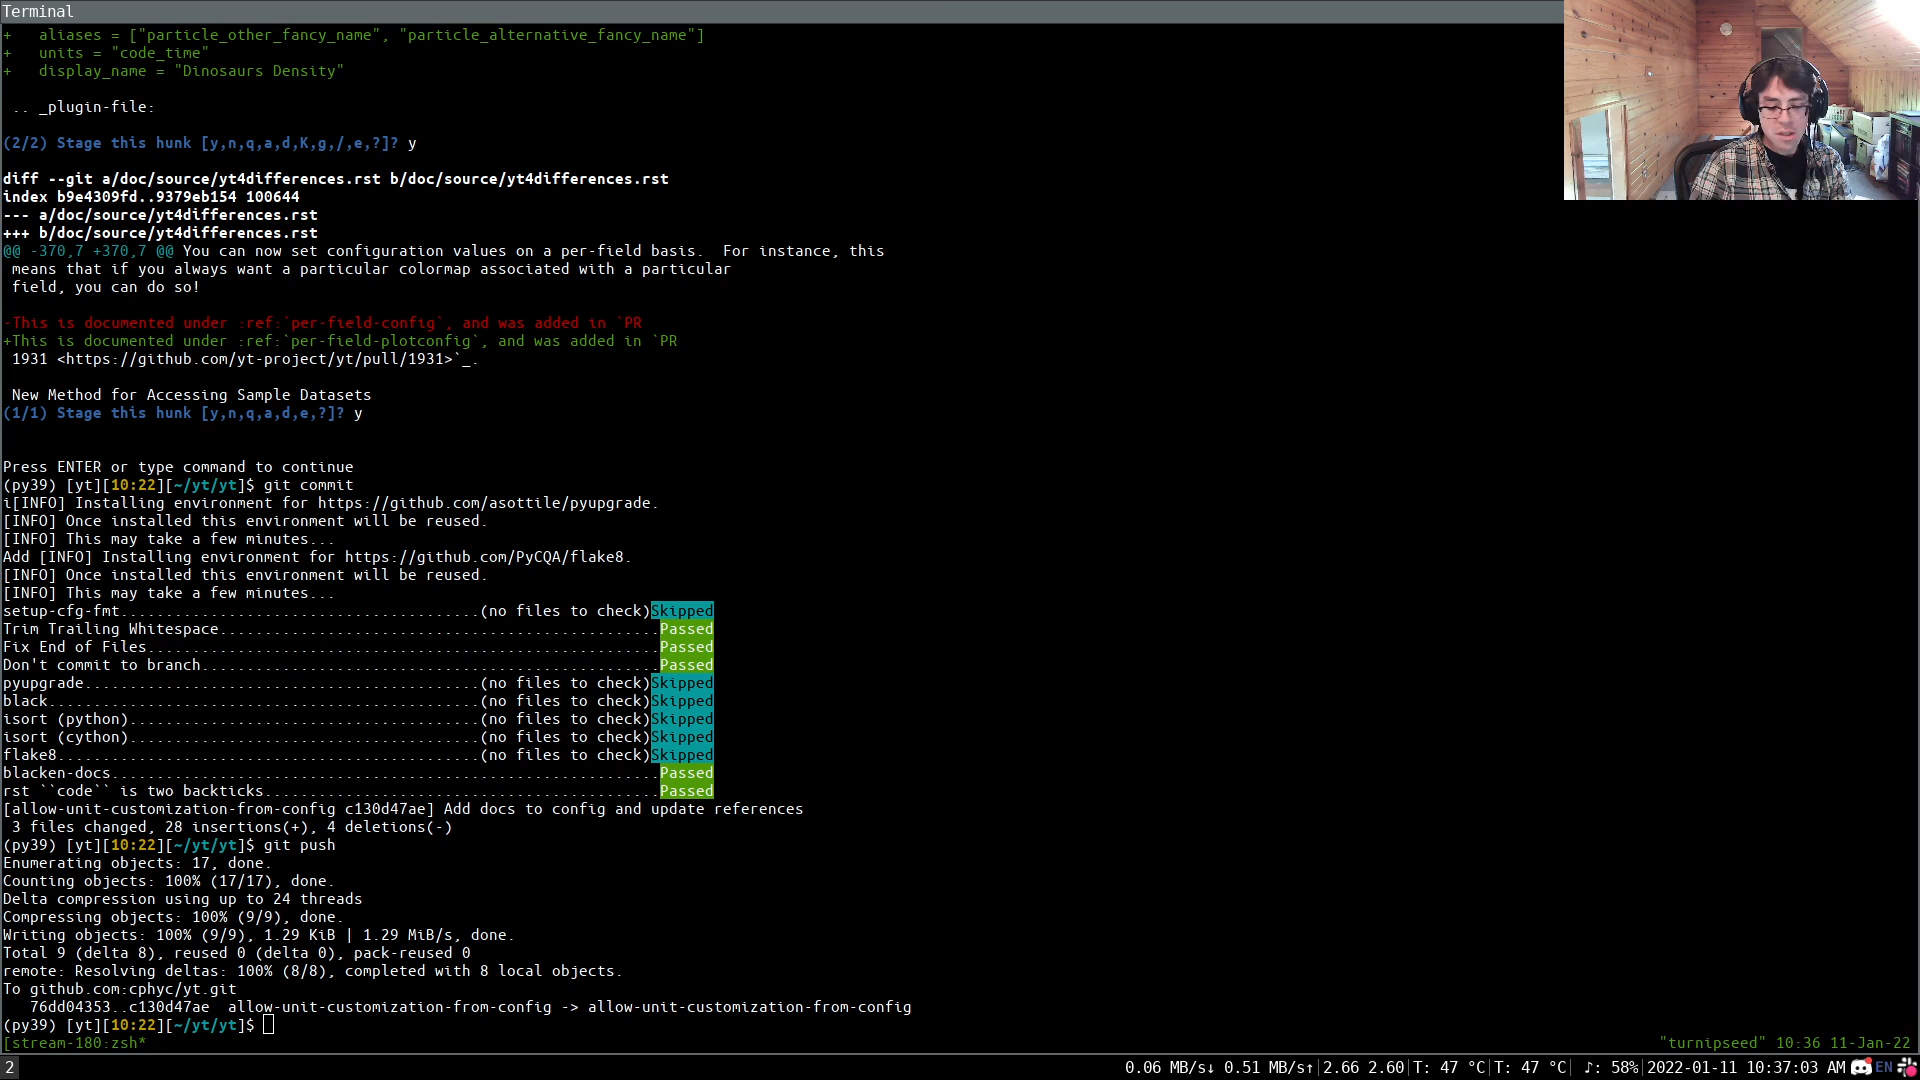 Terminal
+   aliases = ["particle_other_fancy_name", "particle_alternative_fancy_name"]
+   units = "code_time"
+   display_name = "Dinosaurs Density"
.. _plugin-file:
(2/2) Stage this hunk [y,n,q,a,d,K,g,/,e,?]? y
diff --git a/doc/source/yt4differences.rst b/doc/source/yt4differences.rst
index b9e4309fd..9379eb154 100644
--- a/doc/source/yt4differences.rst
+++ b/doc/source/yt4differences.rst
@@ -370,7 +370,7 @@ You can now set configuration values on a per-field basis.  For instance, this
means that if you always want a particular colormap associated with a particular
field, you can do so!
-This is documented under :ref:`per-field-config`, and was added in `PR
+This is documented under :ref:`per-field-plotconfig`, and was added in `PR
1931 <https://github.com/yt-project/yt/pull/1931>`_.
New Method for Accessing Sample Datasets
(1/1) Stage this hunk [y,n,q,a,d,e,?]? y
Press ENTER or type command to continue
(py39) [yt][10:22][~/yt/yt]$ git commit
i[INFO] Installing environment for https://github.com/asottile/pyupgrade.
[INFO] Once installed this environment will be reused.
[INFO] This may take a few minutes...
Add [INFO] Installing environment for https://github.com/PyCQA/flake8.
[INFO] Once installed this environment will be reused.
[INFO] This may take a few minutes...
setup-cfg-fmt........................................(no files to check)Skipped
Trim Trailing Whitespace.................................................Passed
Fix End of Files.........................................................Passed
Don't commit to branch...................................................Passed
pyupgrade............................................(no files to check)Skipped
black................................................(no files to check)Skipped
isort (python).......................................(no files to check)Skipped
isort (cython).......................................(no files to check)Skipped
flake8...............................................(no files to check)Skipped
blacken-docs.............................................................Passed
rst ``code`` is two backticks............................................Passed
[allow-unit-customization-from-config c130d47ae] Add docs to config and update references
3 files changed, 28 insertions(+), 4 deletions(-)
(py39) [yt][10:22][~/yt/yt]$ git push
Enumerating objects: 17, done.
Counting objects: 100% (17/17), done.
Delta compression using up to 24 threads
Compressing objects: 100% (9/9), done.
Writing objects: 100% (9/9), 1.29 KiB | 1.29 MiB/s, done.
Total 9 (delta 8), reused 0 (delta 0), pack-reused 0
remote: Resolving deltas: 100% (8/8), completed with 8 local objects.
To github.com:cphyc/yt.git
76dd04353..c130d47ae  allow-unit-customization-from-config -> allow-unit-customization-from-config
(py39) [yt][10:22][~/yt/yt]$
[stream-180:zsh* "turnipseed" 10:36 11-Jan-22
2 0.06 MB/s↓ 0.51 MB/s↑|2.66 2.60|T: 47 °C|T: 47 °C| ♪: 58%|2022-01-11 10:37:03 AM EN